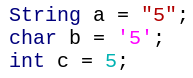 String a = "5";
char b = '5';
int c = 5;